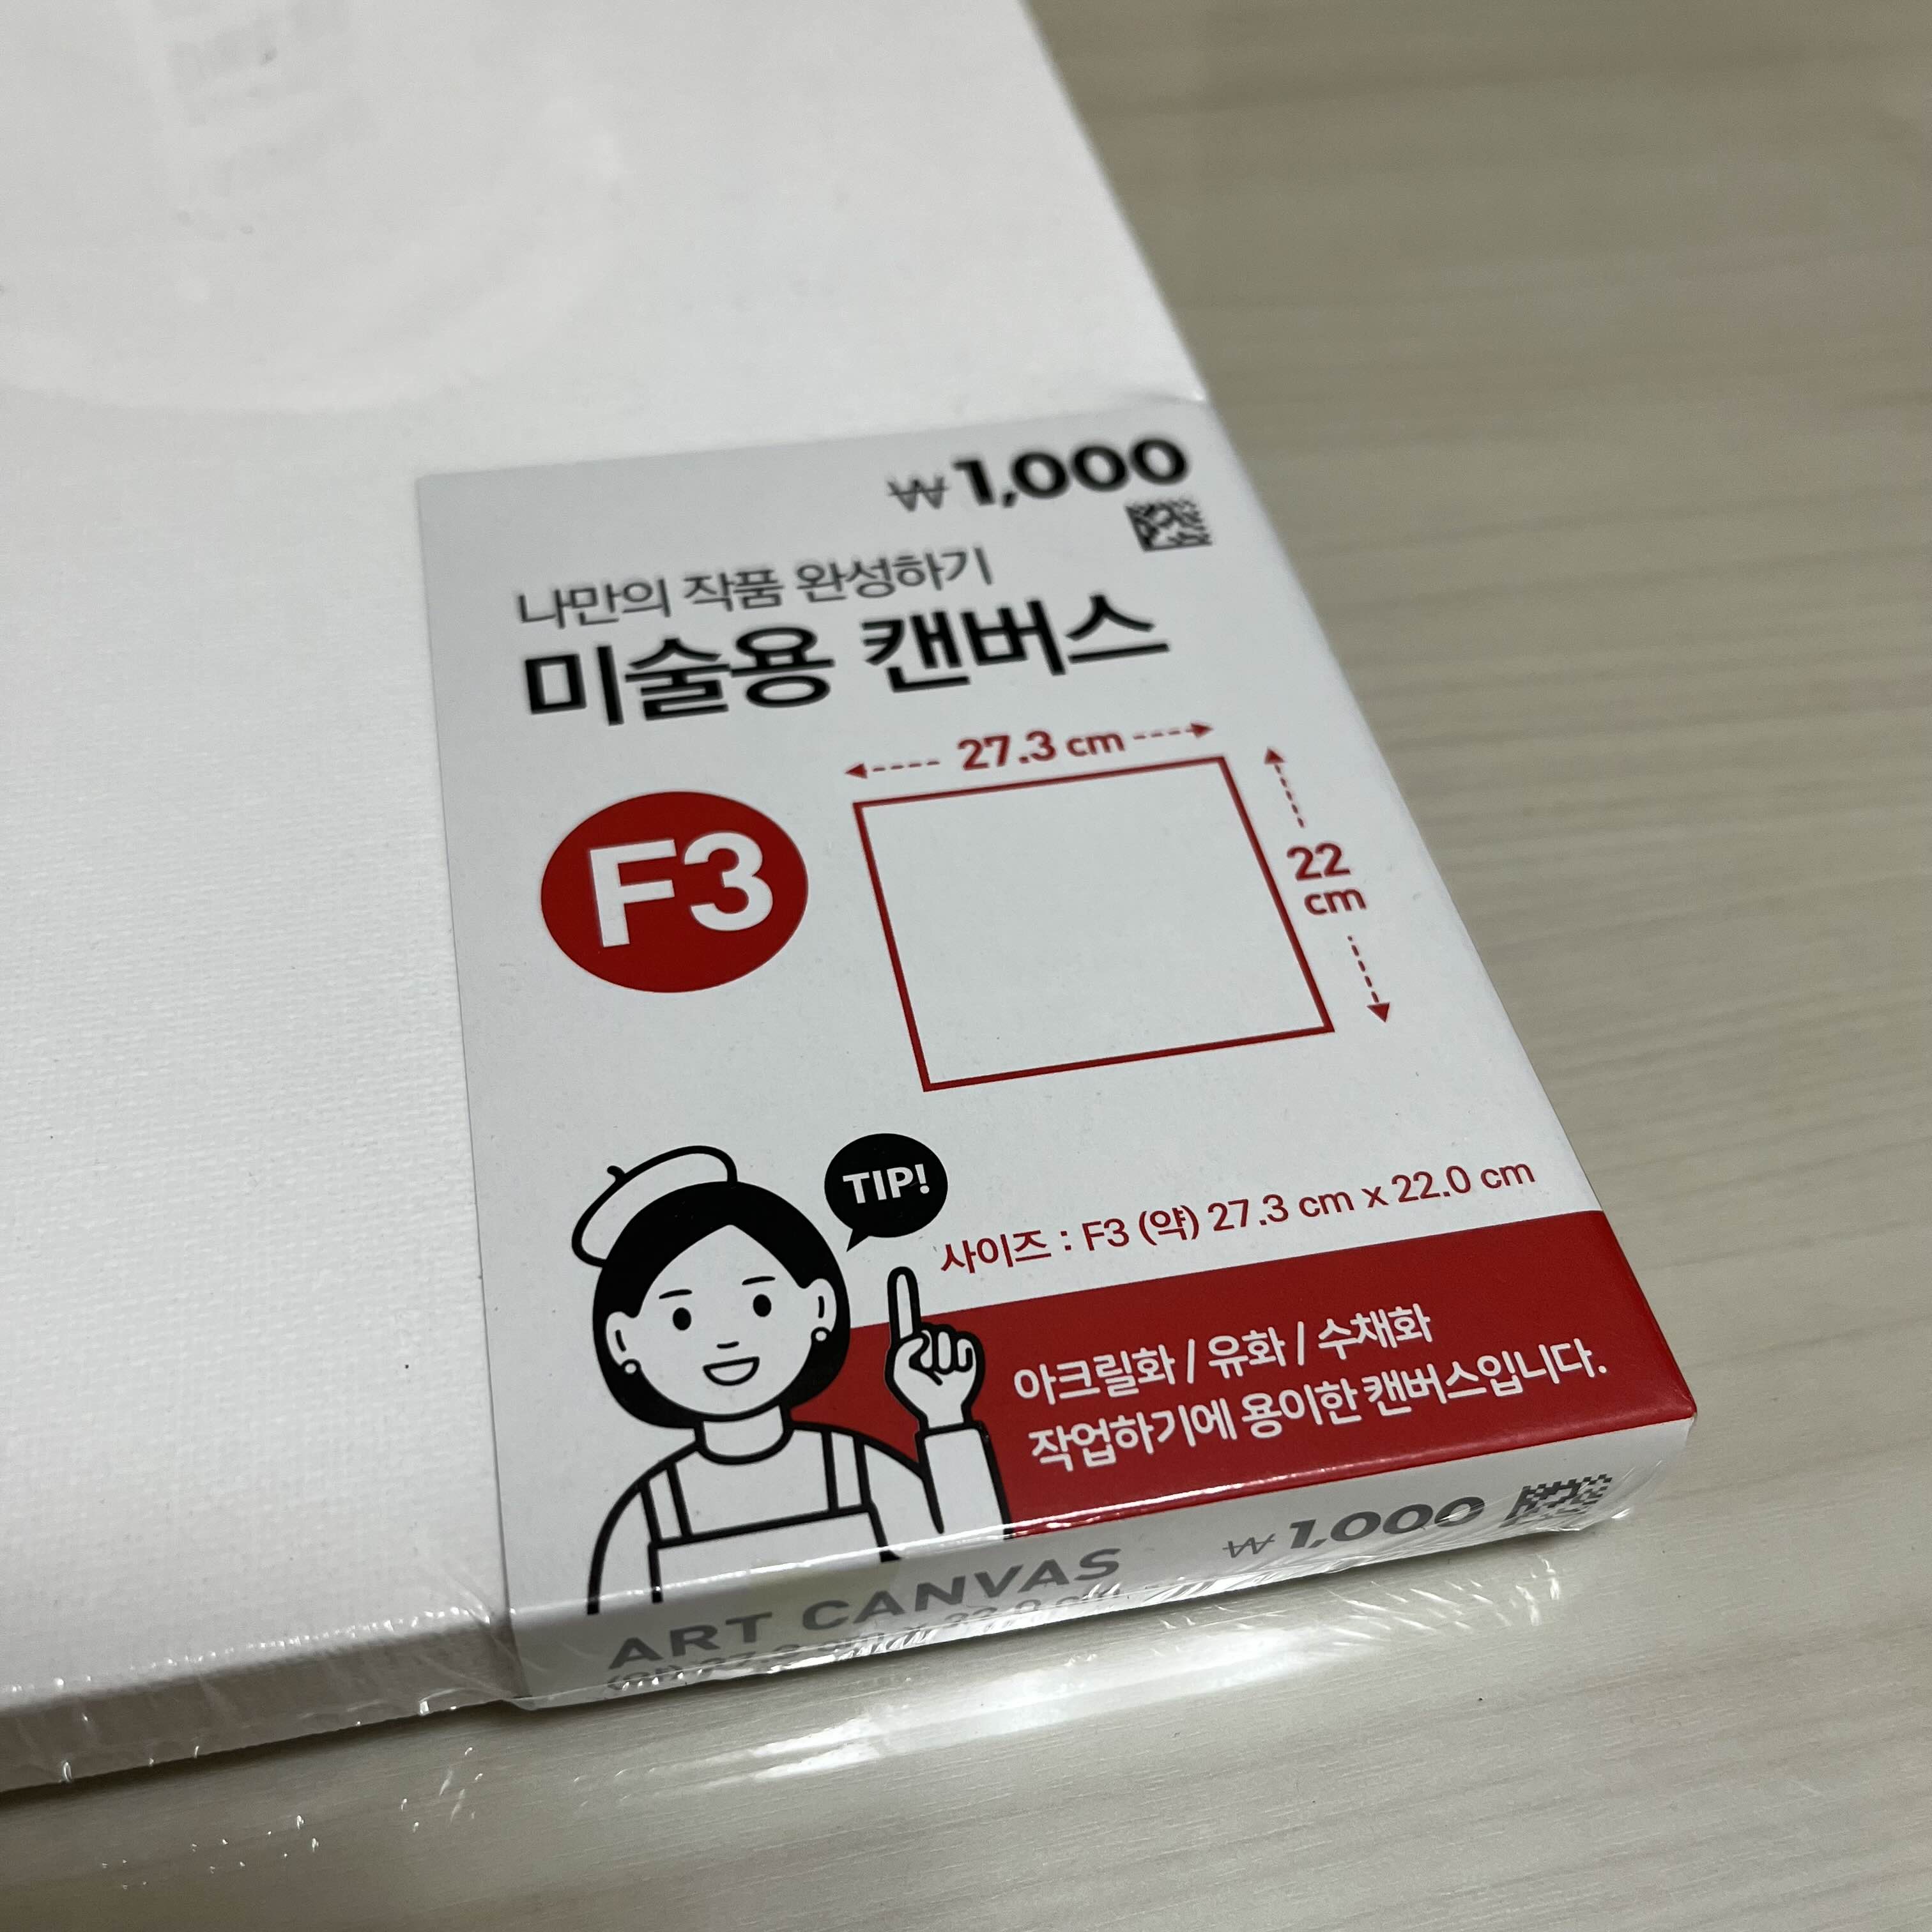 ₩1,000
나만의 작품 완성하기
미술용 캔버스
27.3 cm
F3
22
cm
TIP!
사이즈 : F3 (약) 27.3 cm x 22.0 cm
아크릴화 / 유화 / 수채화
작업하기에 용이한 캔버스입니다.
₩1,000
ART CANVAS